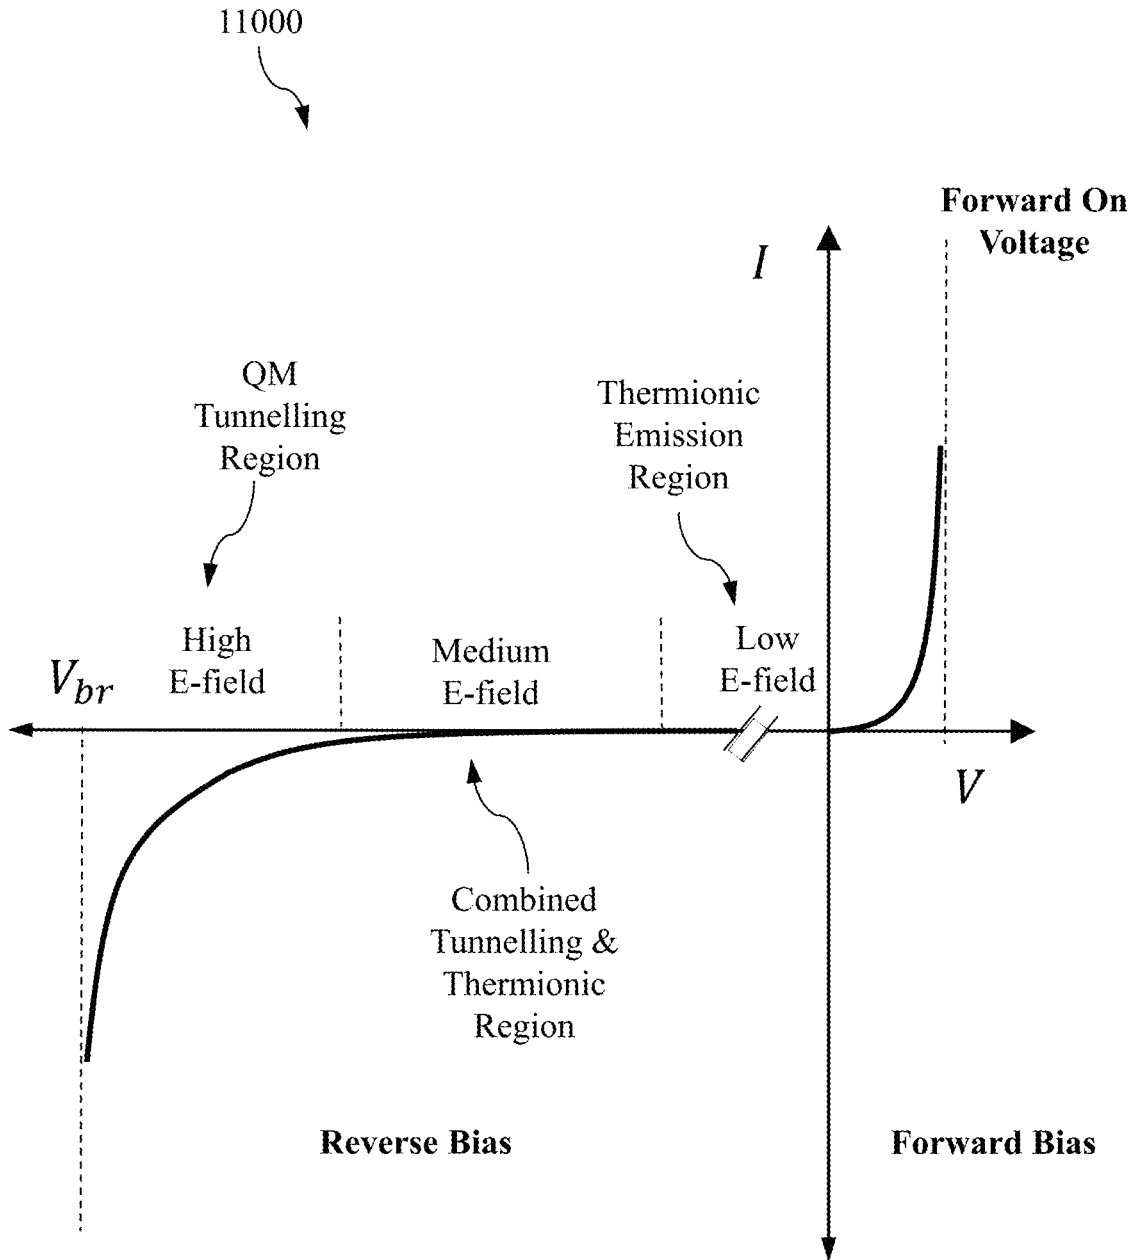 11000
Forward On
Voltage
I
QM
Tunnelling
Region
Thermionic
Emission
Region
High
E-field
Medium
E-field
Low
E-field
V_br
V
Combined
Tunnelling &
Thermionic
Region
Reverse Bias
Forward Bias